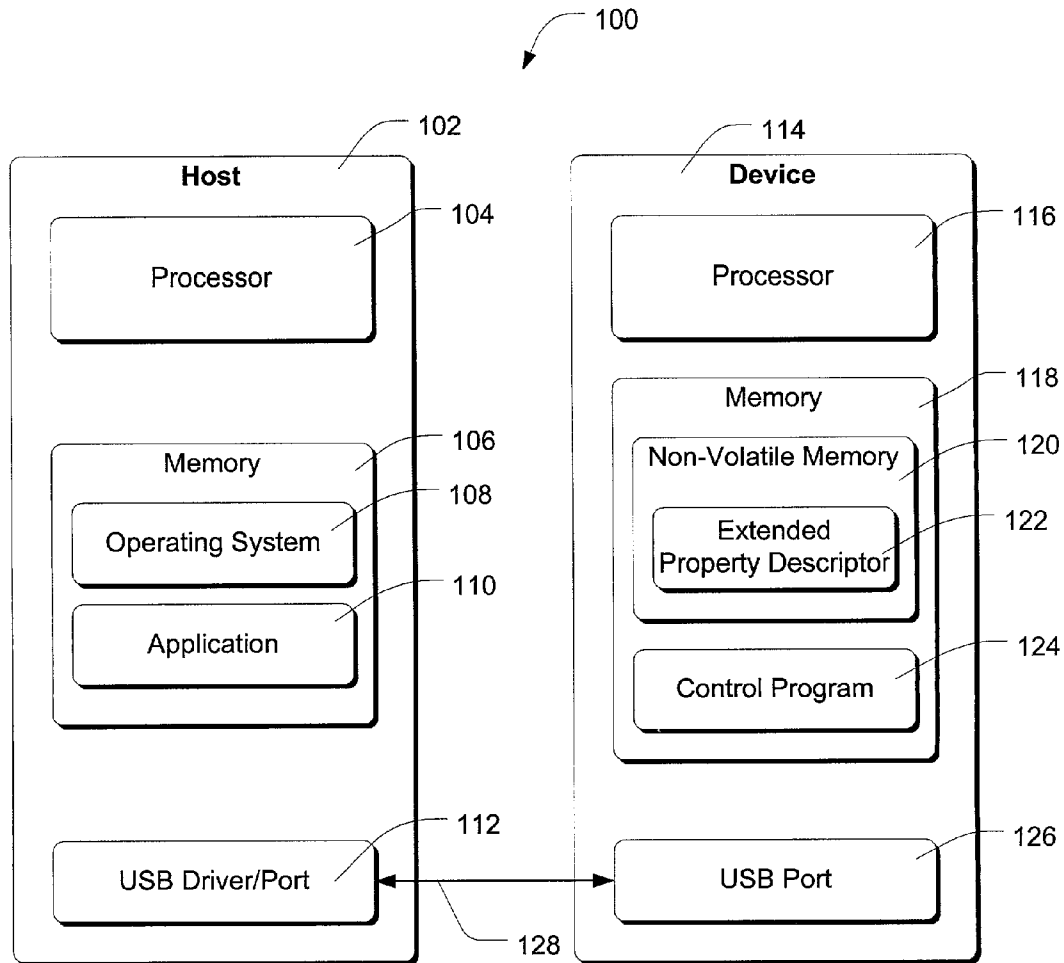 100
102
Host
104
Processor
106
Memory
108
Operating System
110
Application
112
USB Driver/Port
128
114
Device
116
Processor
118
Memory
120
Non-Volatile Memory
122
Extended
Property Descriptor
124
Control Program
126
USB Port